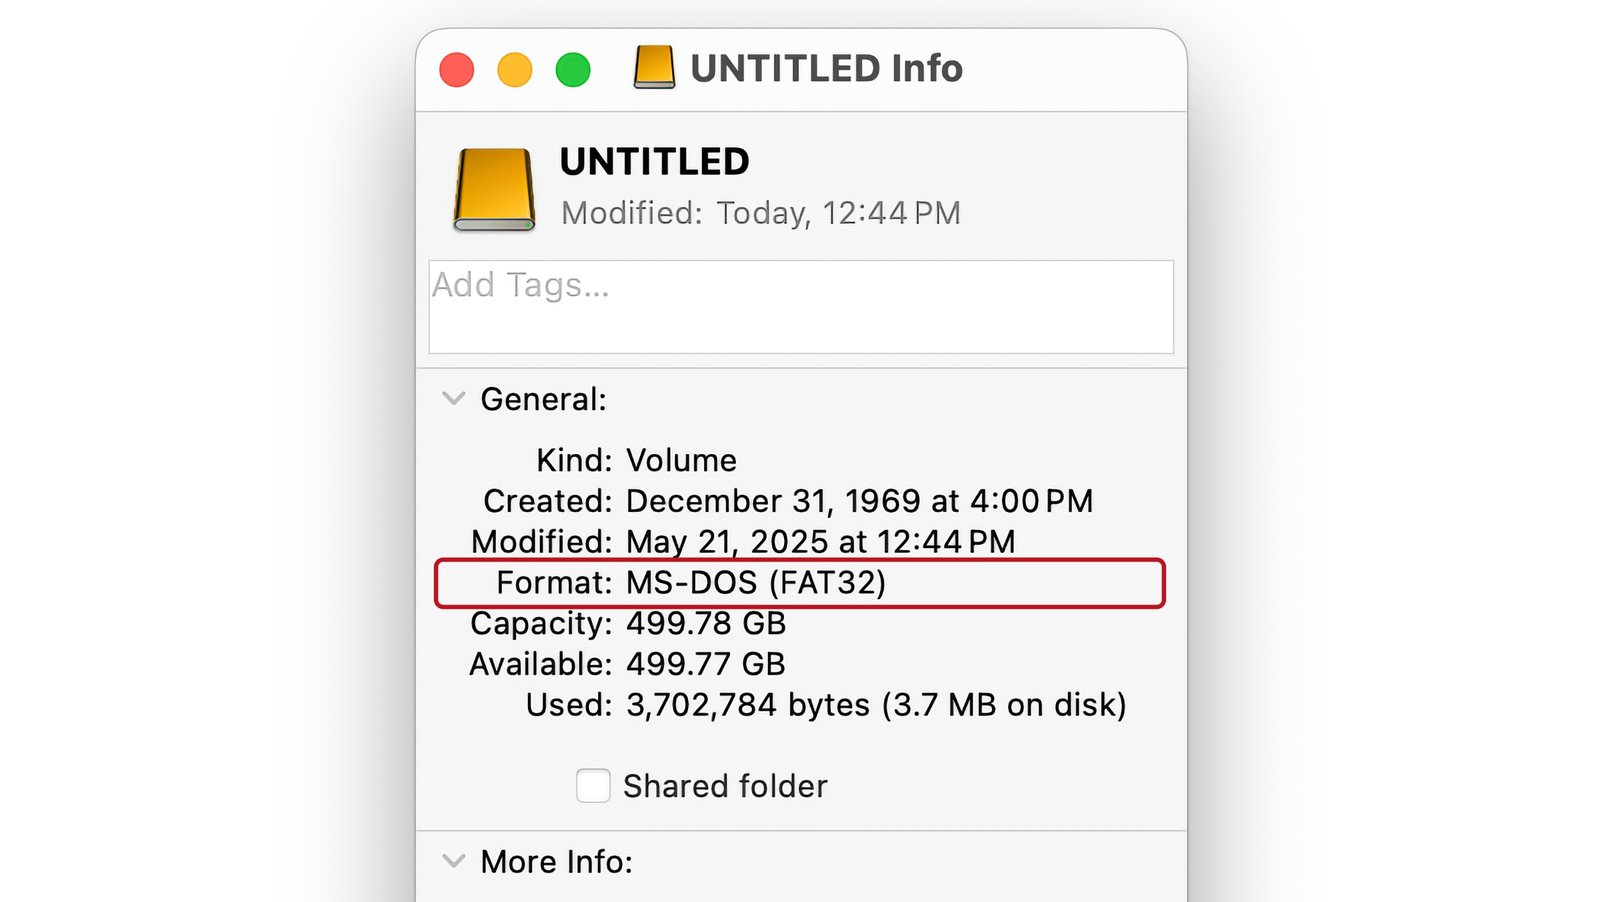 UNTITLED Info
UNTITLED
Modified: Today, 12:44 PM
Add Tags...
General:
Kind: Volume
Created: December 31, 1969 at 4:00 PM
Modified: May 21, 2025 at 12:44 PM
Format: MS-DOS (FAT32)
Capacity: 499.78 GB
Available: 499.77 GB
Used: 3,702,784 bytes (3.7 MB on disk)
Shared folder
More Info: